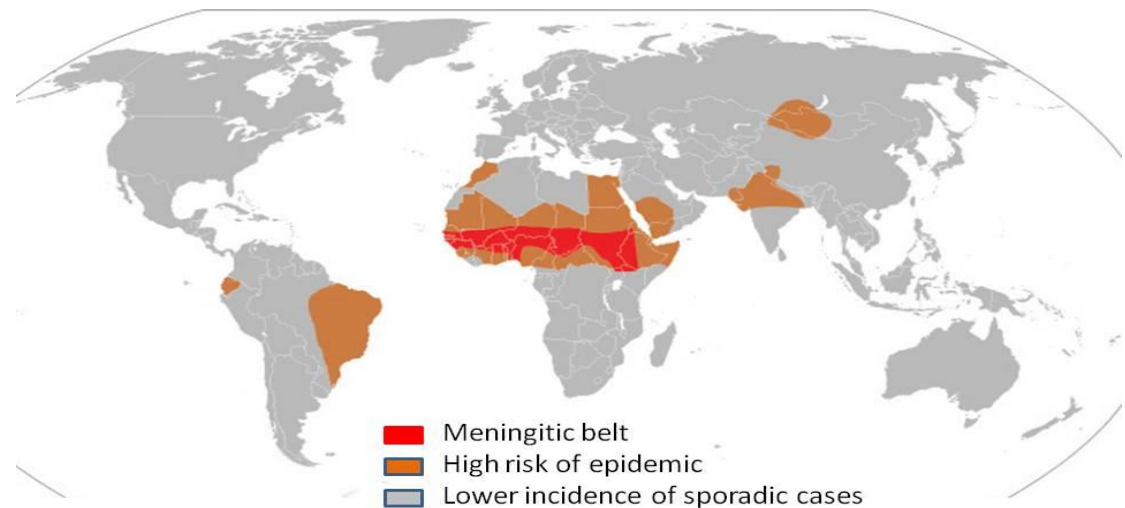 Meningitic belt
High risk of epidemic
Lower incidence of sporadic cases